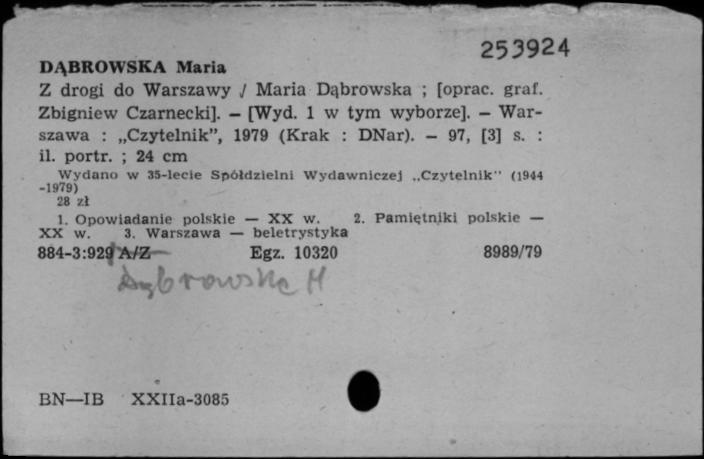 253924
DĄBROWSKA Maria
Z drogi do Warszawy / Maria Dąbrowska ; [oprac. graf.
Zbigniew Czarnecki]. — [Wyd. 1 w tym wyborze]. — War-
szawa : „Czytelnik”, 1979 (Krak : DNar). — 97, [3] s. :
il. portr. ; 24 cm
Wydano w 35-lecie Spółdzielni Wydawniczej „Czytelnik” (1944
-1979)
28 zł
1. Opowiadanie polskie — XX w. 2. Pamiętniki polskie —
XX w. 3. Warszawa — beletrystyka
884-3:929 A/Z Egz. 10320 8989/79
Dąbrowska M
BN—IB XXIIa-3085